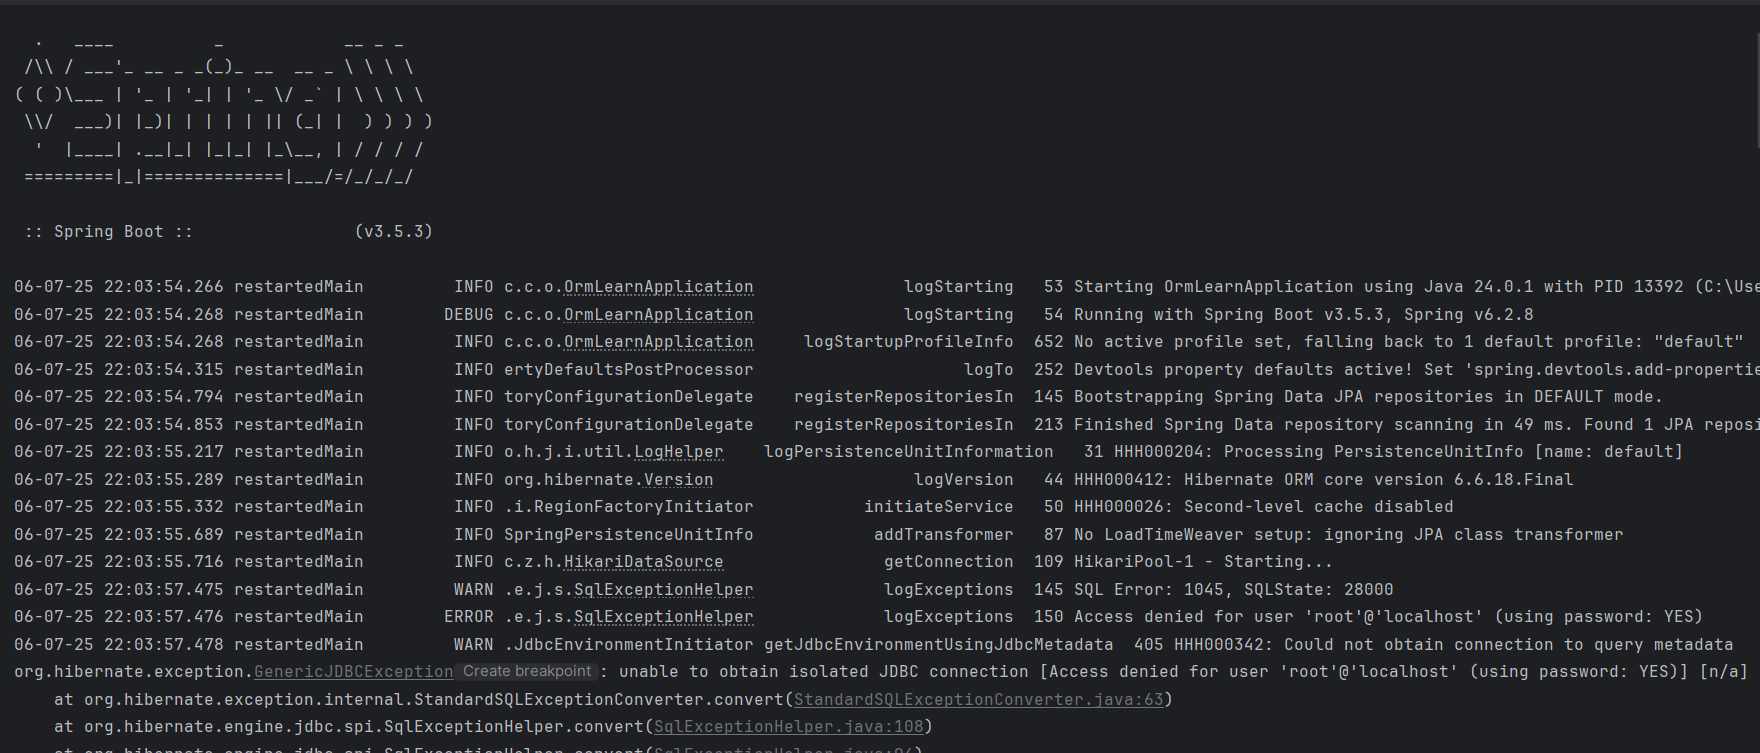 .   ____          _            __ _ _
 /\\ / ___'_ __ _ _(_)_ __  __ _ \ \ \ \
( ( )\___ | '_ | '_| | '_ \/ _` | \ \ \ \
 \\/  ___)| |_)| | | | | || (_| |  ) ) ) )
  '  |____| .__|_| |_|_| |_\__, | / / / /
 =========|_|==============|___/=/_/_/_/
 :: Spring Boot ::                (v3.5.3)
06-07-25 22:03:54.266 restartedMain         INFO c.c.o.OrmLearnApplication               logStarting   53 Starting OrmLearnApplication using Java 24.0.1 with PID 13392 (C:\Use
06-07-25 22:03:54.268 restartedMain        DEBUG c.c.o.OrmLearnApplication               logStarting   54 Running with Spring Boot v3.5.3, Spring v6.2.8
06-07-25 22:03:54.268 restartedMain         INFO c.c.o.OrmLearnApplication     logStartupProfileInfo  652 No active profile set, falling back to 1 default profile: "default"
06-07-25 22:03:54.315 restartedMain         INFO ertyDefaultsPostProcessor                     logTo  252 Devtools property defaults active! Set 'spring.devtools.add-propertie
06-07-25 22:03:54.794 restartedMain         INFO toryConfigurationDelegate    registerRepositoriesIn  145 Bootstrapping Spring Data JPA repositories in DEFAULT mode.
06-07-25 22:03:54.853 restartedMain         INFO toryConfigurationDelegate    registerRepositoriesIn  213 Finished Spring Data repository scanning in 49 ms. Found 1 JPA reposi
06-07-25 22:03:55.217 restartedMain         INFO o.h.j.i.util.LogHelper    logPersistenceUnitInformation   31 HHH000204: Processing PersistenceUnitInfo [name: default]
06-07-25 22:03:55.289 restartedMain         INFO org.hibernate.Version                    logVersion   44 HHH000412: Hibernate ORM core version 6.6.18.Final
06-07-25 22:03:55.332 restartedMain         INFO .i.RegionFactoryInitiator           initiateService   50 HHH000026: Second-level cache disabled
06-07-25 22:03:55.689 restartedMain         INFO SpringPersistenceUnitInfo            addTransformer   87 No LoadTimeWeaver setup: ignoring JPA class transformer
06-07-25 22:03:55.716 restartedMain         INFO c.z.h.HikariDataSource                getConnection  109 HikariPool-1 - Starting...
06-07-25 22:03:57.475 restartedMain         WARN .e.j.s.SqlExceptionHelper             logExceptions  145 SQL Error: 1045, SQLState: 28000
06-07-25 22:03:57.476 restartedMain        ERROR .e.j.s.SqlExceptionHelper             logExceptions  150 Access denied for user 'root'@'localhost' (using password: YES)
06-07-25 22:03:57.478 restartedMain         WARN .JdbcEnvironmentInitiator getJdbcEnvironmentUsingJdbcMetadata  405 HHH000342: Could not obtain connection to query metadata
org.hibernate.exception.GenericJDBCException Create breakpoint : unable to obtain isolated JDBC connection [Access denied for user 'root'@'localhost' (using password: YES)] [n/a]
    at org.hibernate.exception.internal.StandardSQLExceptionConverter.convert(StandardSQLExceptionConverter.java:63)
    at org.hibernate.engine.jdbc.spi.SqlExceptionHelper.convert(SqlExceptionHelper.java:108)
    at org.hibernate.engine.jdbc.spi.SqlExceptionHelper.convert(SqlExceptionHelper.java:94)